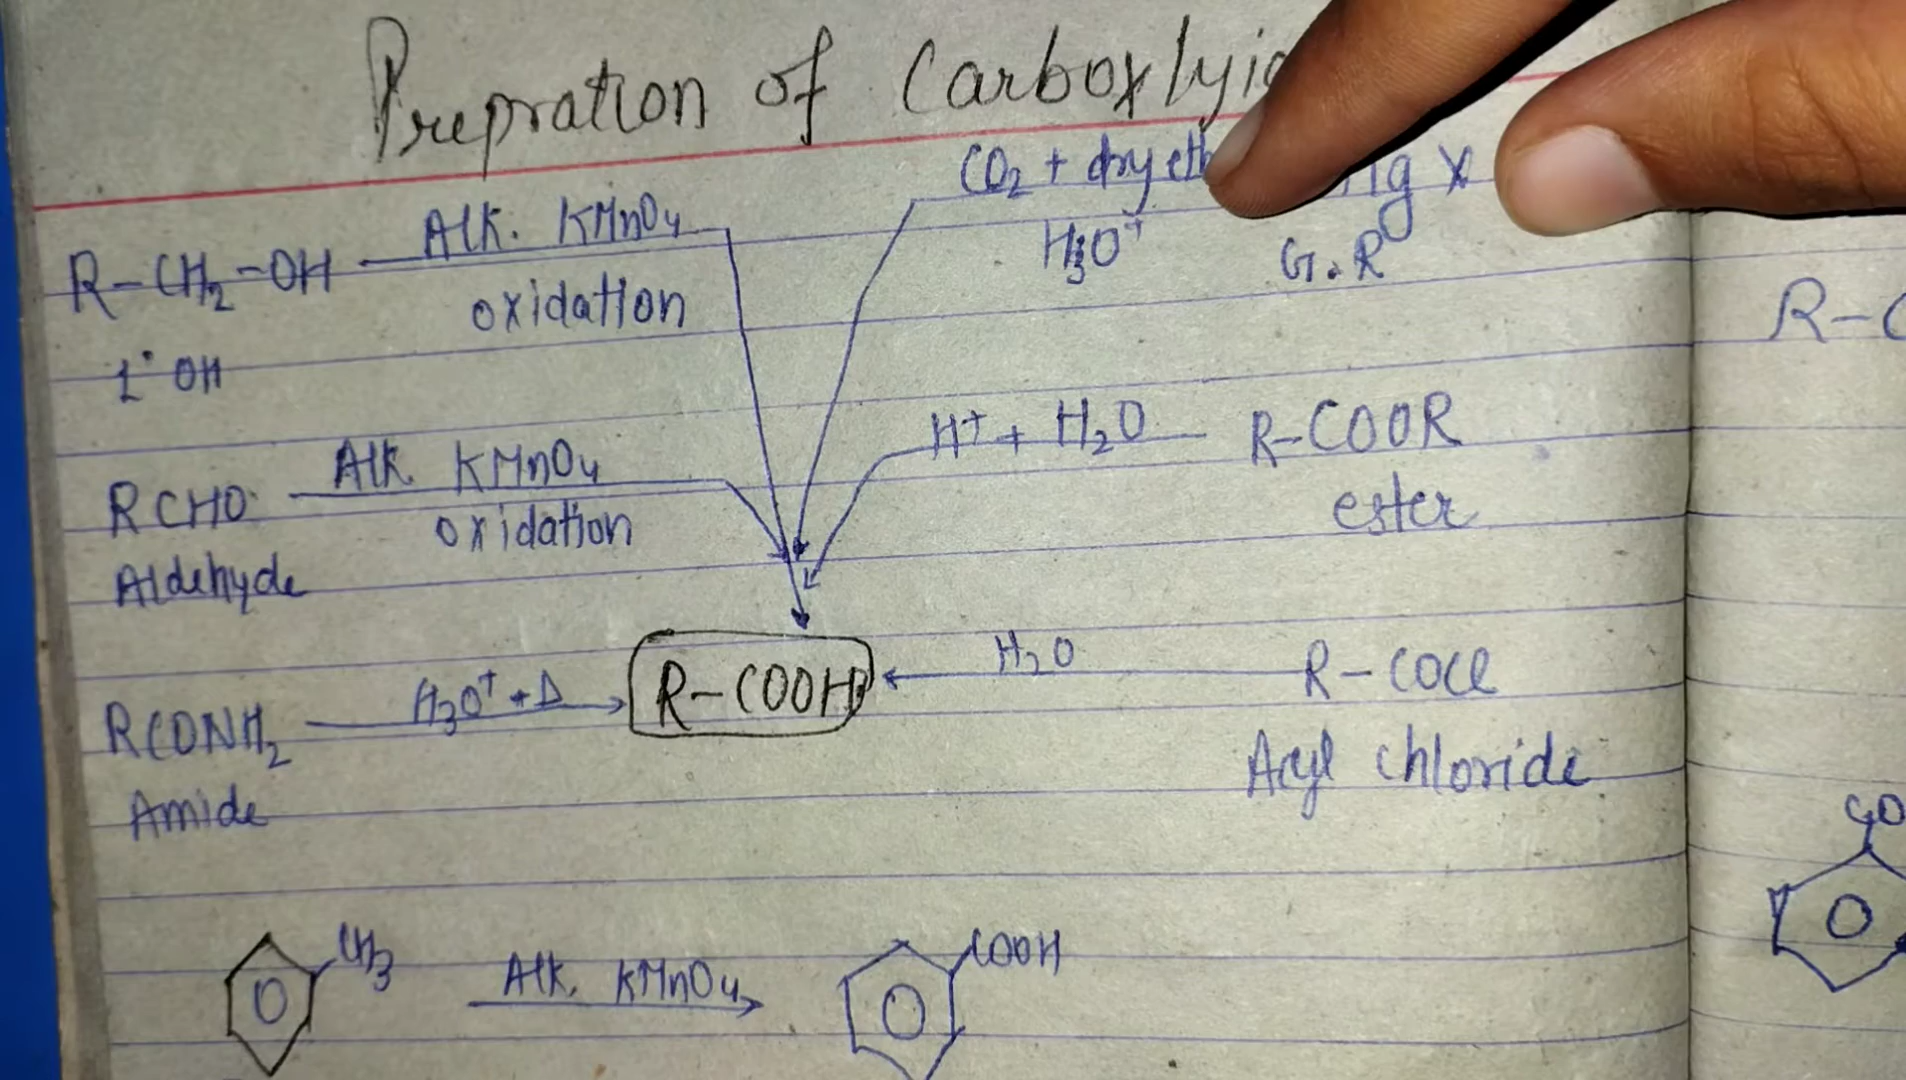 Prepration of Carboxlyic
CO₂ + dry eth
H₃O⁺
G.R
R-CH₂-OH
Alk. KMnO₄
oxidation
1° OH
R-COOR
H⁺ + H₂O
ester
RCHO
Alk. KMnO₄
oxidation
Aldehyde
RCONH₂
H₃O⁺ + Δ
R-COOH
H₂O
R-COCl
Amide
Acyl chloride
CH₃
Alk. KMnO₄
COOH